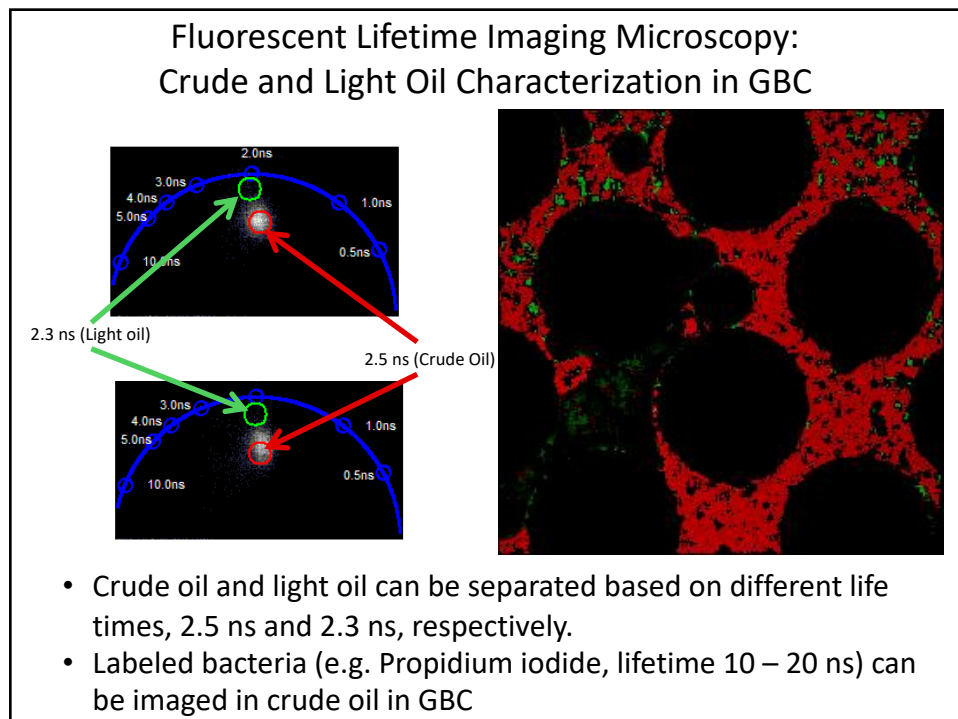 Fluorescent Lifetime Imaging Microscopy:
Crude and Light Oil Characterization in GBC
2.0ns
3.0ns
4.0ns
5.0ns
10.0ns
1.0ns
0.5ns
2.3 ns (Light oil)
2.5 ns (Crude Oil)
3.0ns
4.0ns
5.0ns
10.0ns
1.0ns
0.5ns
• Crude oil and light oil can be separated based on different life
times, 2.5 ns and 2.3 ns, respectively.
• Labeled bacteria (e.g. Propidium iodide, lifetime 10 – 20 ns) can
be imaged in crude oil in GBC